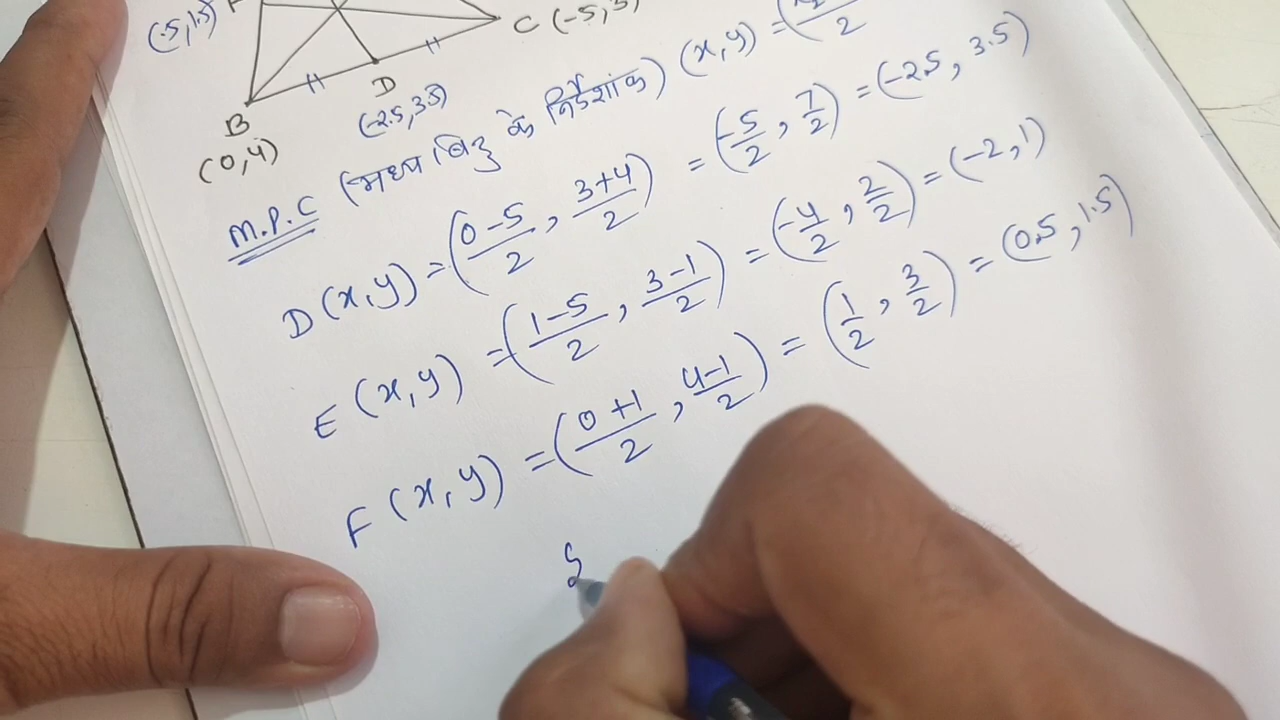 (.5, 1.5)
C (-5, 3
D
(-2.5, 3.5)
B
(0, 4)
M.P.C (मध्य बिंदु के निर्देशांक) (x, y) =
D (x, y) = (0-5/2, 3+4/2) = (-5/2, 7/2) = (-2.5, 3.5)
E (x, y) = (1-5/2, 3-1/2) = (-4/2, 2/2) = (-2, 1)
F (x, y) = (0+1/2, 4-1/2) = (1/2, 3/2) = (0.5, 1.5)